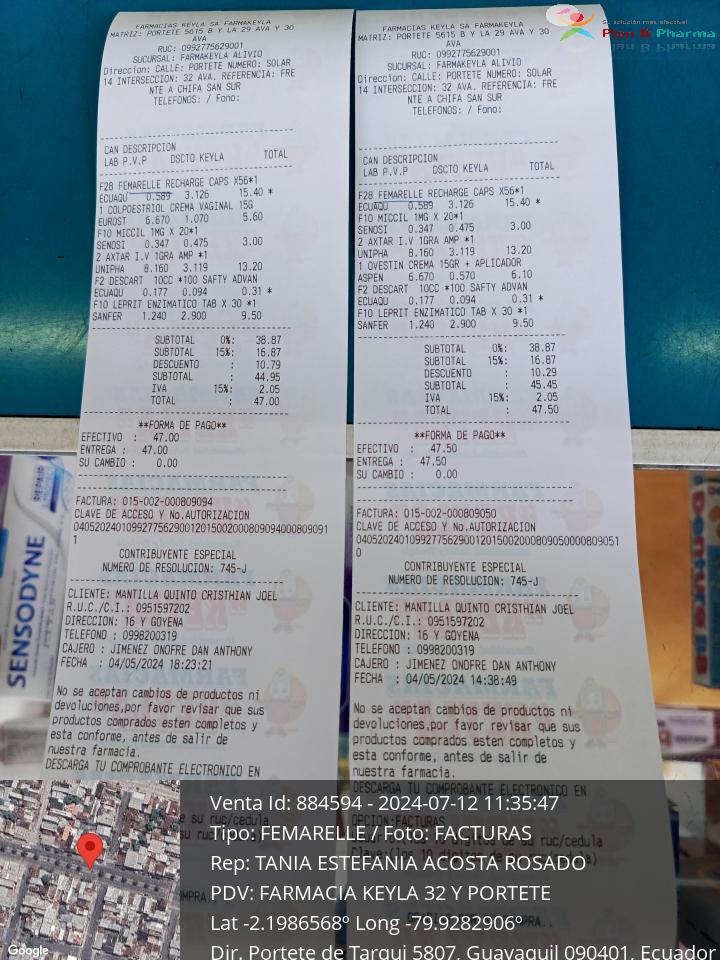 FARMACIAS KEYLA SA FARMAKEYLA
MATRIZ: PORTETE 5615 B Y LA 29 AVA Y 30
AVA
RUC: 0992775629001
SUCURSAL: FARMAKEYLA ALIVIO
Direccion: CALLE: PORTETE NUMERO: SOLAR
14 INTERSECCION: 32 AVA. REFERENCIA: FRE
NTE A CHIFA SAN SUR
TELEFONOS: / Fono:
CAN DESCRIPCION
LAB P.V.P DSCTO KEYLA TOTAL
F28 FEMARELLE RECHARGE CAPS X56*1
ECUAQU 0.589 3.126 15.40 *
1 COLPOESTRIOL CREMA VAGINAL 15G
EUROST 6.670 1.070 5.60
F10 MICCIL 1MG X 20*1
SENOSI 0.347 0.475 3.00
2 AXTAR I.V 1GRA AMP *1
UNIPHA 8.160 3.119 13.20
F2 DESCART 10CC *100 SAFTY ADVAN
ECUAQU 0.177 0.094 0.31 *
F10 LEPRIT ENZIMATICO TAB X 30 *1
SANFER 1.240 2.900 9.50
SUBTOTAL 0%: 38.87
SUBTOTAL 15%: 16.87
DESCUENTO : 10.79
SUBTOTAL : 44.95
IVA 15%: 2.05
TOTAL : 47.00
**FORMA DE PAGO**
EFECTIVO : 47.00
ENTREGA : 47.00
SU CAMBIO : 0.00
FACTURA: 015-002-000809094
CLAVE DE ACCESO Y No.AUTORIZACION
040520240109927756290012015002000809094000809091
1
CONTRIBUYENTE ESPECIAL
NUMERO DE RESOLUCION: 745-J
CLIENTE: MANTILLA QUINTO CRISTHIAN JOEL
R.U.C./C.I.: 0951597202
DIRECCION: 16 Y GOYENA
TELEFONO : 0998200319
CAJERO : JIMENEZ ONOFRE DAN ANTHONY
FECHA : 04/05/2024 18:23:21
No se aceptan cambios de productos ni
devoluciones,por favor revisar que sus
productos comprados esten completos y
esta conforme, antes de salir de
nuestra farmacia.
DESCARGA TU COMPROBANTE ELECTRONICO EN
FARMACIAS KEYLA SA FARMAKEYLA
MATRIZ: PORTETE 5615 B Y LA 29 AVA Y 30
AVA
RUC: 0992775629001
SUCURSAL: FARMAKEYLA ALIVIO
Direccion: CALLE: PORTETE NUMERO: SOLAR
14 INTERSECCION: 32 AVA. REFERENCIA: FRE
NTE A CHIFA SAN SUR
TELEFONOS: / Fono:
CAN DESCRIPCION
LAB P.V.P DSCTO KEYLA TOTAL
F28 FEMARELLE RECHARGE CAPS X56*1
ECUAQU 0.589 3.126 15.40 *
F10 MICCIL 1MG X 20*1
SENOSI 0.347 0.475 3.00
2 AXTAR I.V 1GRA AMP *1
UNIPHA 8.160 3.119 13.20
1 OVESTIN CREMA 15GR + APLICADOR
ASPEN 6.670 0.570 6.10
F2 DESCART 10CC *100 SAFTY ADVAN
ECUAQU 0.177 0.094 0.31 *
F10 LEPRIT ENZIMATICO TAB X 30 *1
SANFER 1.240 2.900 9.50
SUBTOTAL 0%: 38.87
SUBTOTAL 15%: 16.87
DESCUENTO : 10.29
SUBTOTAL : 45.45
IVA 15%: 2.05
TOTAL : 47.50
**FORMA DE PAGO**
EFECTIVO : 47.50
ENTREGA : 47.50
SU CAMBIO : 0.00
FACTURA: 015-002-000809050
CLAVE DE ACCESO Y No.AUTORIZACION
040520240109927756290012015002000809050000809051
0
CONTRIBUYENTE ESPECIAL
NUMERO DE RESOLUCION: 745-J
CLIENTE: MANTILLA QUINTO CRISTHIAN JOEL
R.U.C./C.I.: 0951597202
DIRECCION: 16 Y GOYENA
TELEFONO : 0998200319
CAJERO : JIMENEZ ONOFRE DAN ANTHONY
FECHA : 04/05/2024 14:38:49
No se aceptan cambios de productos ni
devoluciones,por favor revisar que sus
productos comprados esten completos y
esta conforme, antes de salir de
nuestra farmacia.
DESCARGA TU COMPROBANTE ELECTRONICO EN
OPCION:FACTURAS
SENSODYNE
Su solución más efectiva!
Plan B Pharma
Venta Id: 884594 - 2024-07-12 11:35:47
Tipo: FEMARELLE / Foto: FACTURAS
Rep: TANIA ESTEFANIA ACOSTA ROSADO
PDV: FARMACIA KEYLA 32 Y PORTETE
Lat -2.1986568º Long -79.9282906º
Dir. Portete de Tarqui 5807, Guayaquil 090401, Ecuador
Google